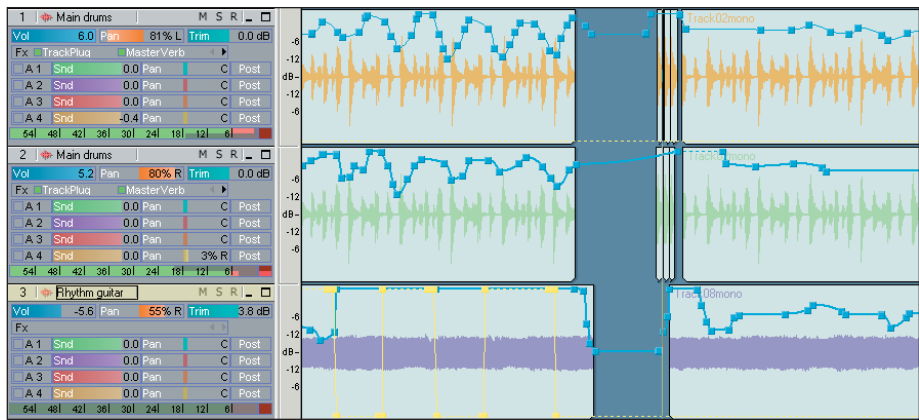 1 Main drums M S R
Vol 6.0 Pan 81% L Trim 0.0 dB
Fx TrackPlug MasterVerb
A 1 Snd 0.0 Pan C Post
A 2 Snd 0.0 Pan C Post
A 3 Snd 0.0 Pan C Post
A 4 Snd -0.4 Pan C Post
54 48 42 36 30 24 18 12 6
-6
-12
dB-
-12
-6
Track02mono
2 Main drums M S R
Vol 5.2 Pan 80% R Trim 0.0 dB
Fx TrackPlug MasterVerb
A 1 Snd 0.0 Pan C Post
A 2 Snd 0.0 Pan C Post
A 3 Snd 0.0 Pan C Post
A 4 Snd 0.0 Pan 3% R Post
54 48 42 36 30 24 18 12 6
-6
-12
dB-
-12
-6
3 Rhythm guitar M S R
Vol -5.6 Pan 55% R Trim 3.8 dB
Fx
A 1 Snd 0.0 Pan C Post
A 2 Snd 0.0 Pan C Post
A 3 Snd 0.0 Pan C Post
A 4 Snd 0.0 Pan C Post
54 48 42 36 30 24 18 12 6
-6
-12
dB-
-12
-6
Track08mono